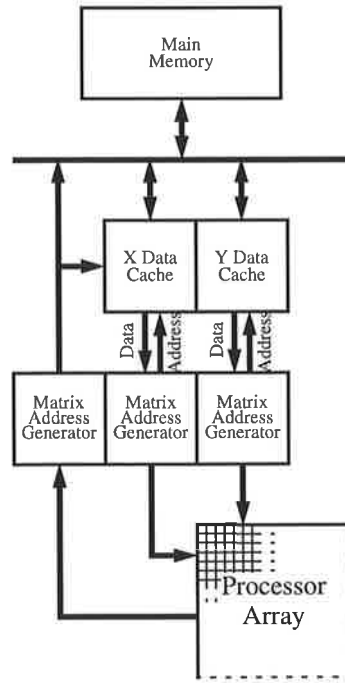 Main
Memory
X Data
Cache
Y Data
Cache
Data
Address
Data
Address
Matrix
Address
Generator
Matrix
Address
Generator
Matrix
Address
Generator
Processor
Array